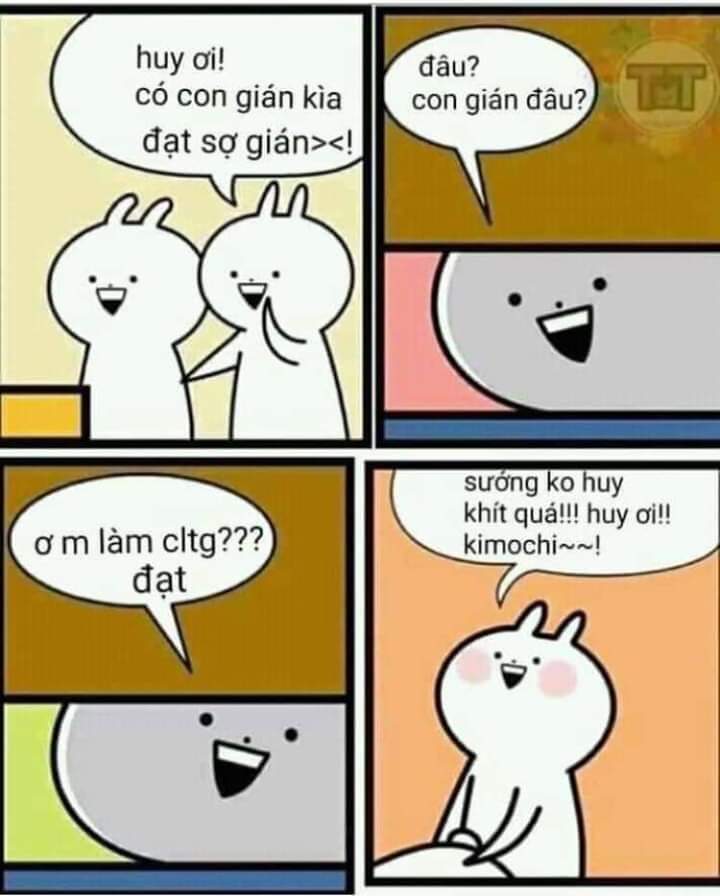 huy ơi!
có con gián kìa
đạt sợ gián><!
đâu?
con gián đâu?
TMT
ơ m làm cltg???
đạt
sướng ko huy
khít quá!!! huy ơi!!
kimochi~~!